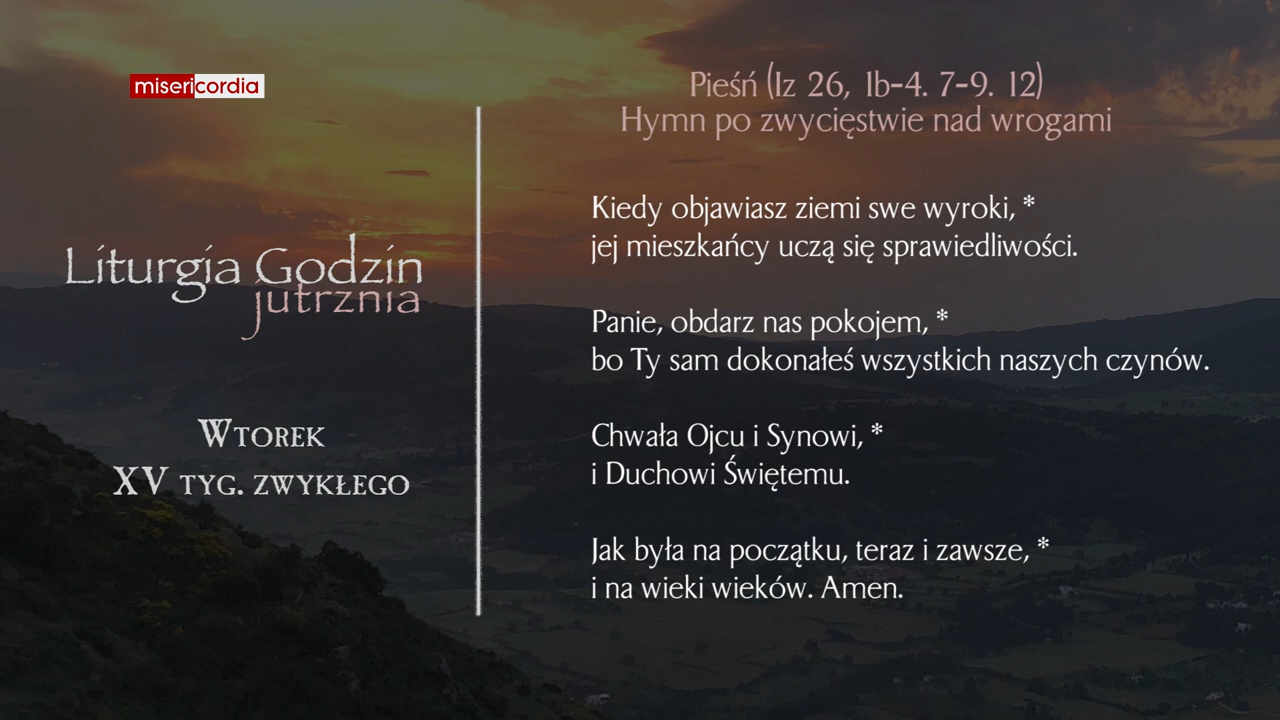 misericordia
Liturgia Godzin
jutrznia
Wtorek
XV tyg. zwykłego
Pieśń (Iz 26, 1b-4. 7-9. 12)
Hymn po zwycięstwie nad wrogami
Kiedy objawiasz ziemi swe wyroki, *
jej mieszkańcy uczą się sprawiedliwości.
Panie, obdarz nas pokojem, *
bo Ty sam dokonałeś wszystkich naszych czynów.
Chwała Ojcu i Synowi, *
i Duchowi Świętemu.
Jak była na początku, teraz i zawsze, *
i na wieki wieków. Amen.